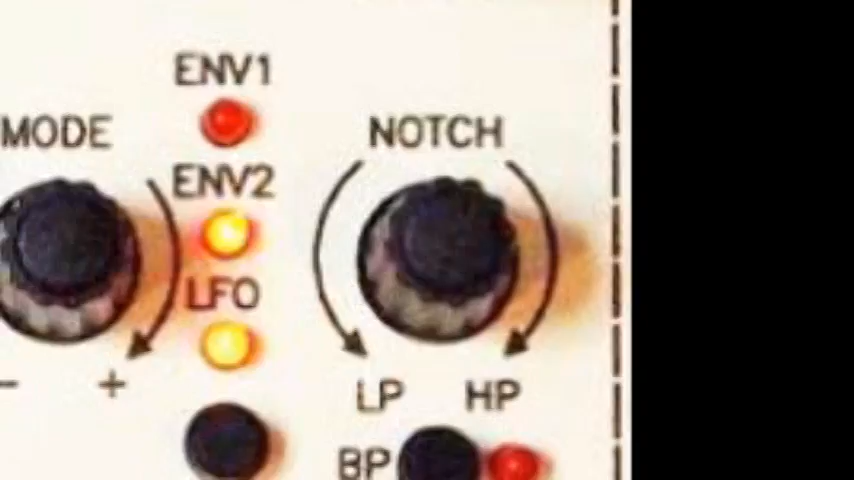 ENV1
MODE
NOTCH
ENV2
LFO
- +
LP HP
BP